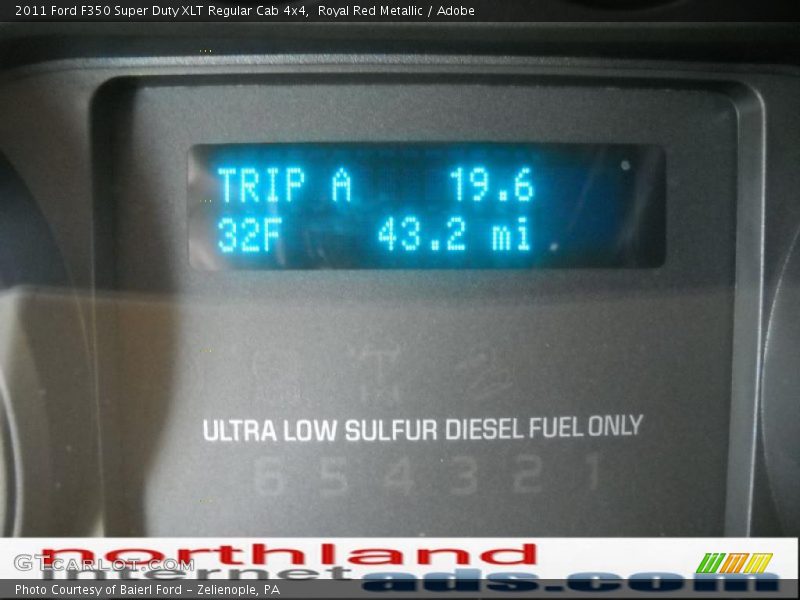 2011 Ford F350 Super Duty XLT Regular Cab 4x4,  Royal Red Metallic / Adobe
TRIP A 19.6
32F 43.2 mi
ULTRA LOW SULFUR DIESEL FUEL ONLY
6 5 4 3 2 1
northland
GTCarLot.com
internet ads.com
Photo Courtesy of Baierl Ford - Zelienople, PA